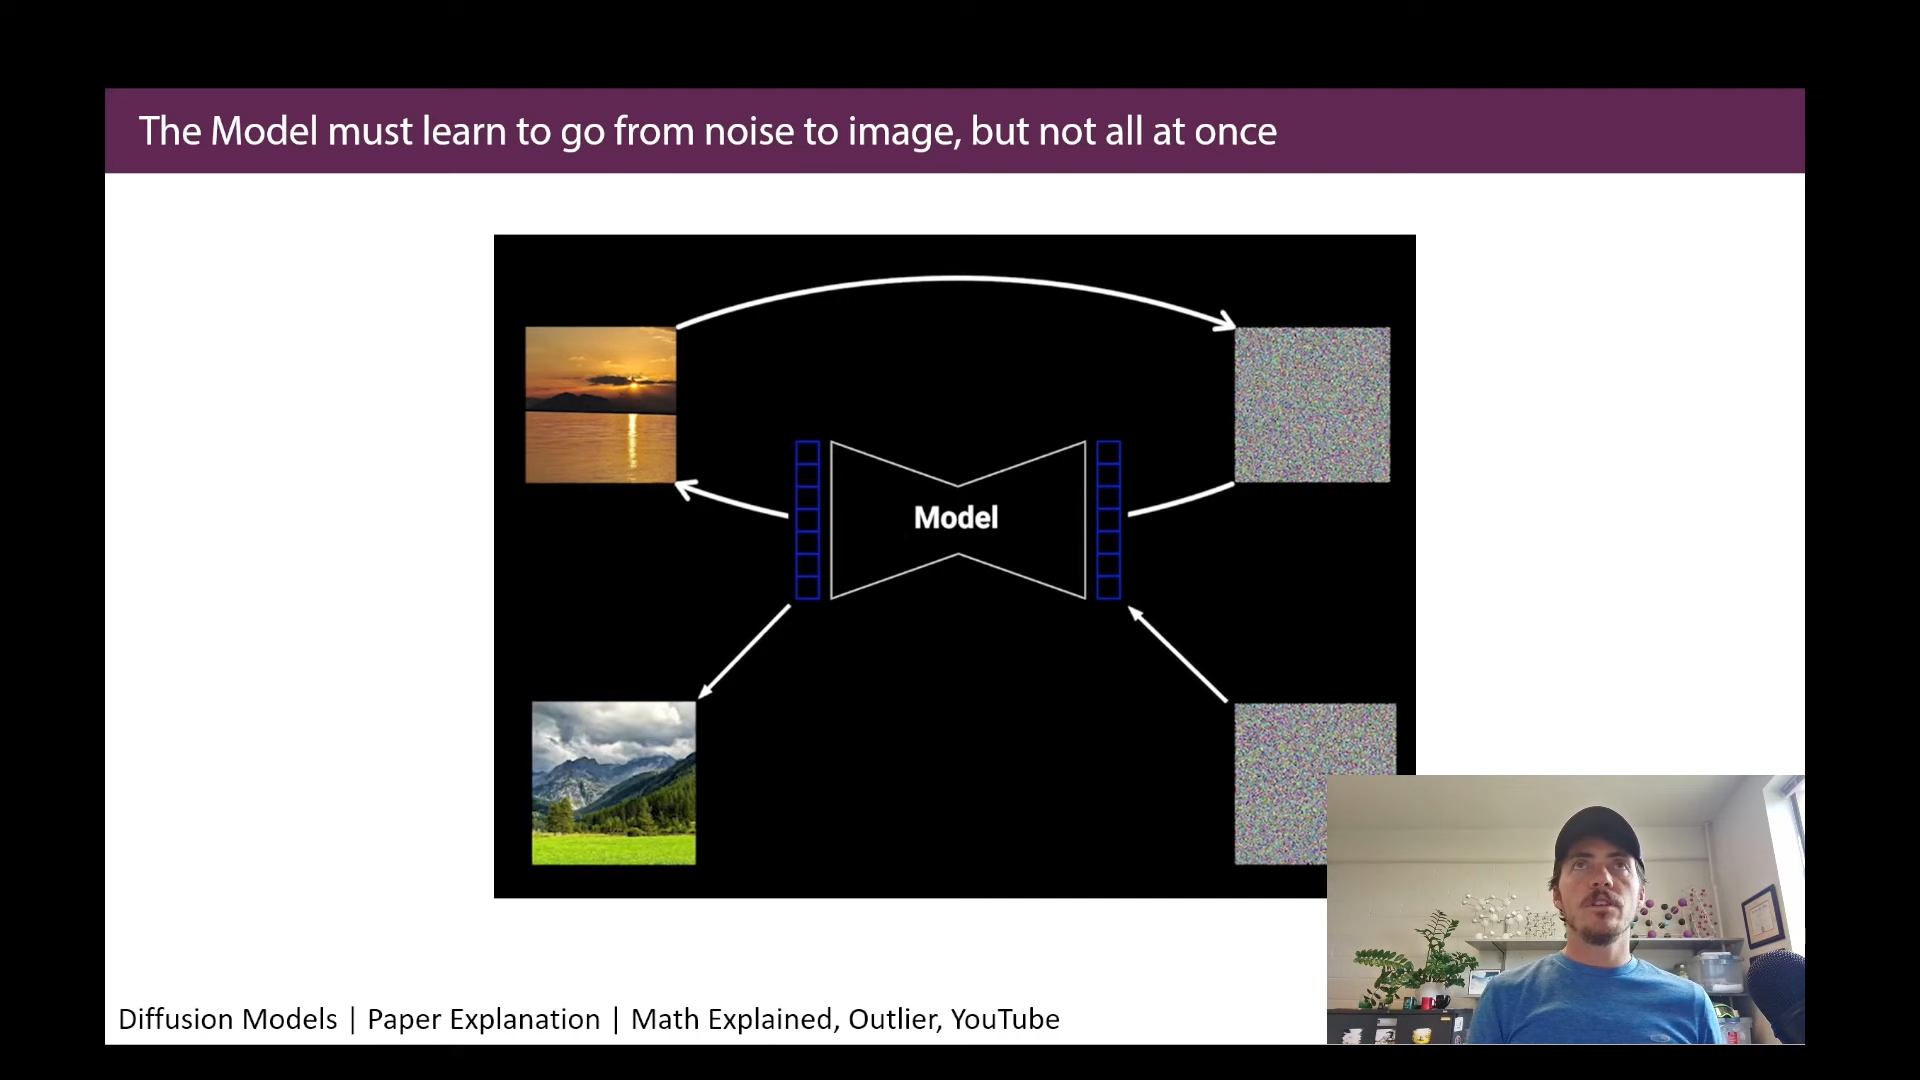 The Model must learn to go from noise to image, but not all at once
Model
Diffusion Models | Paper Explanation | Math Explained, Outlier, YouTube